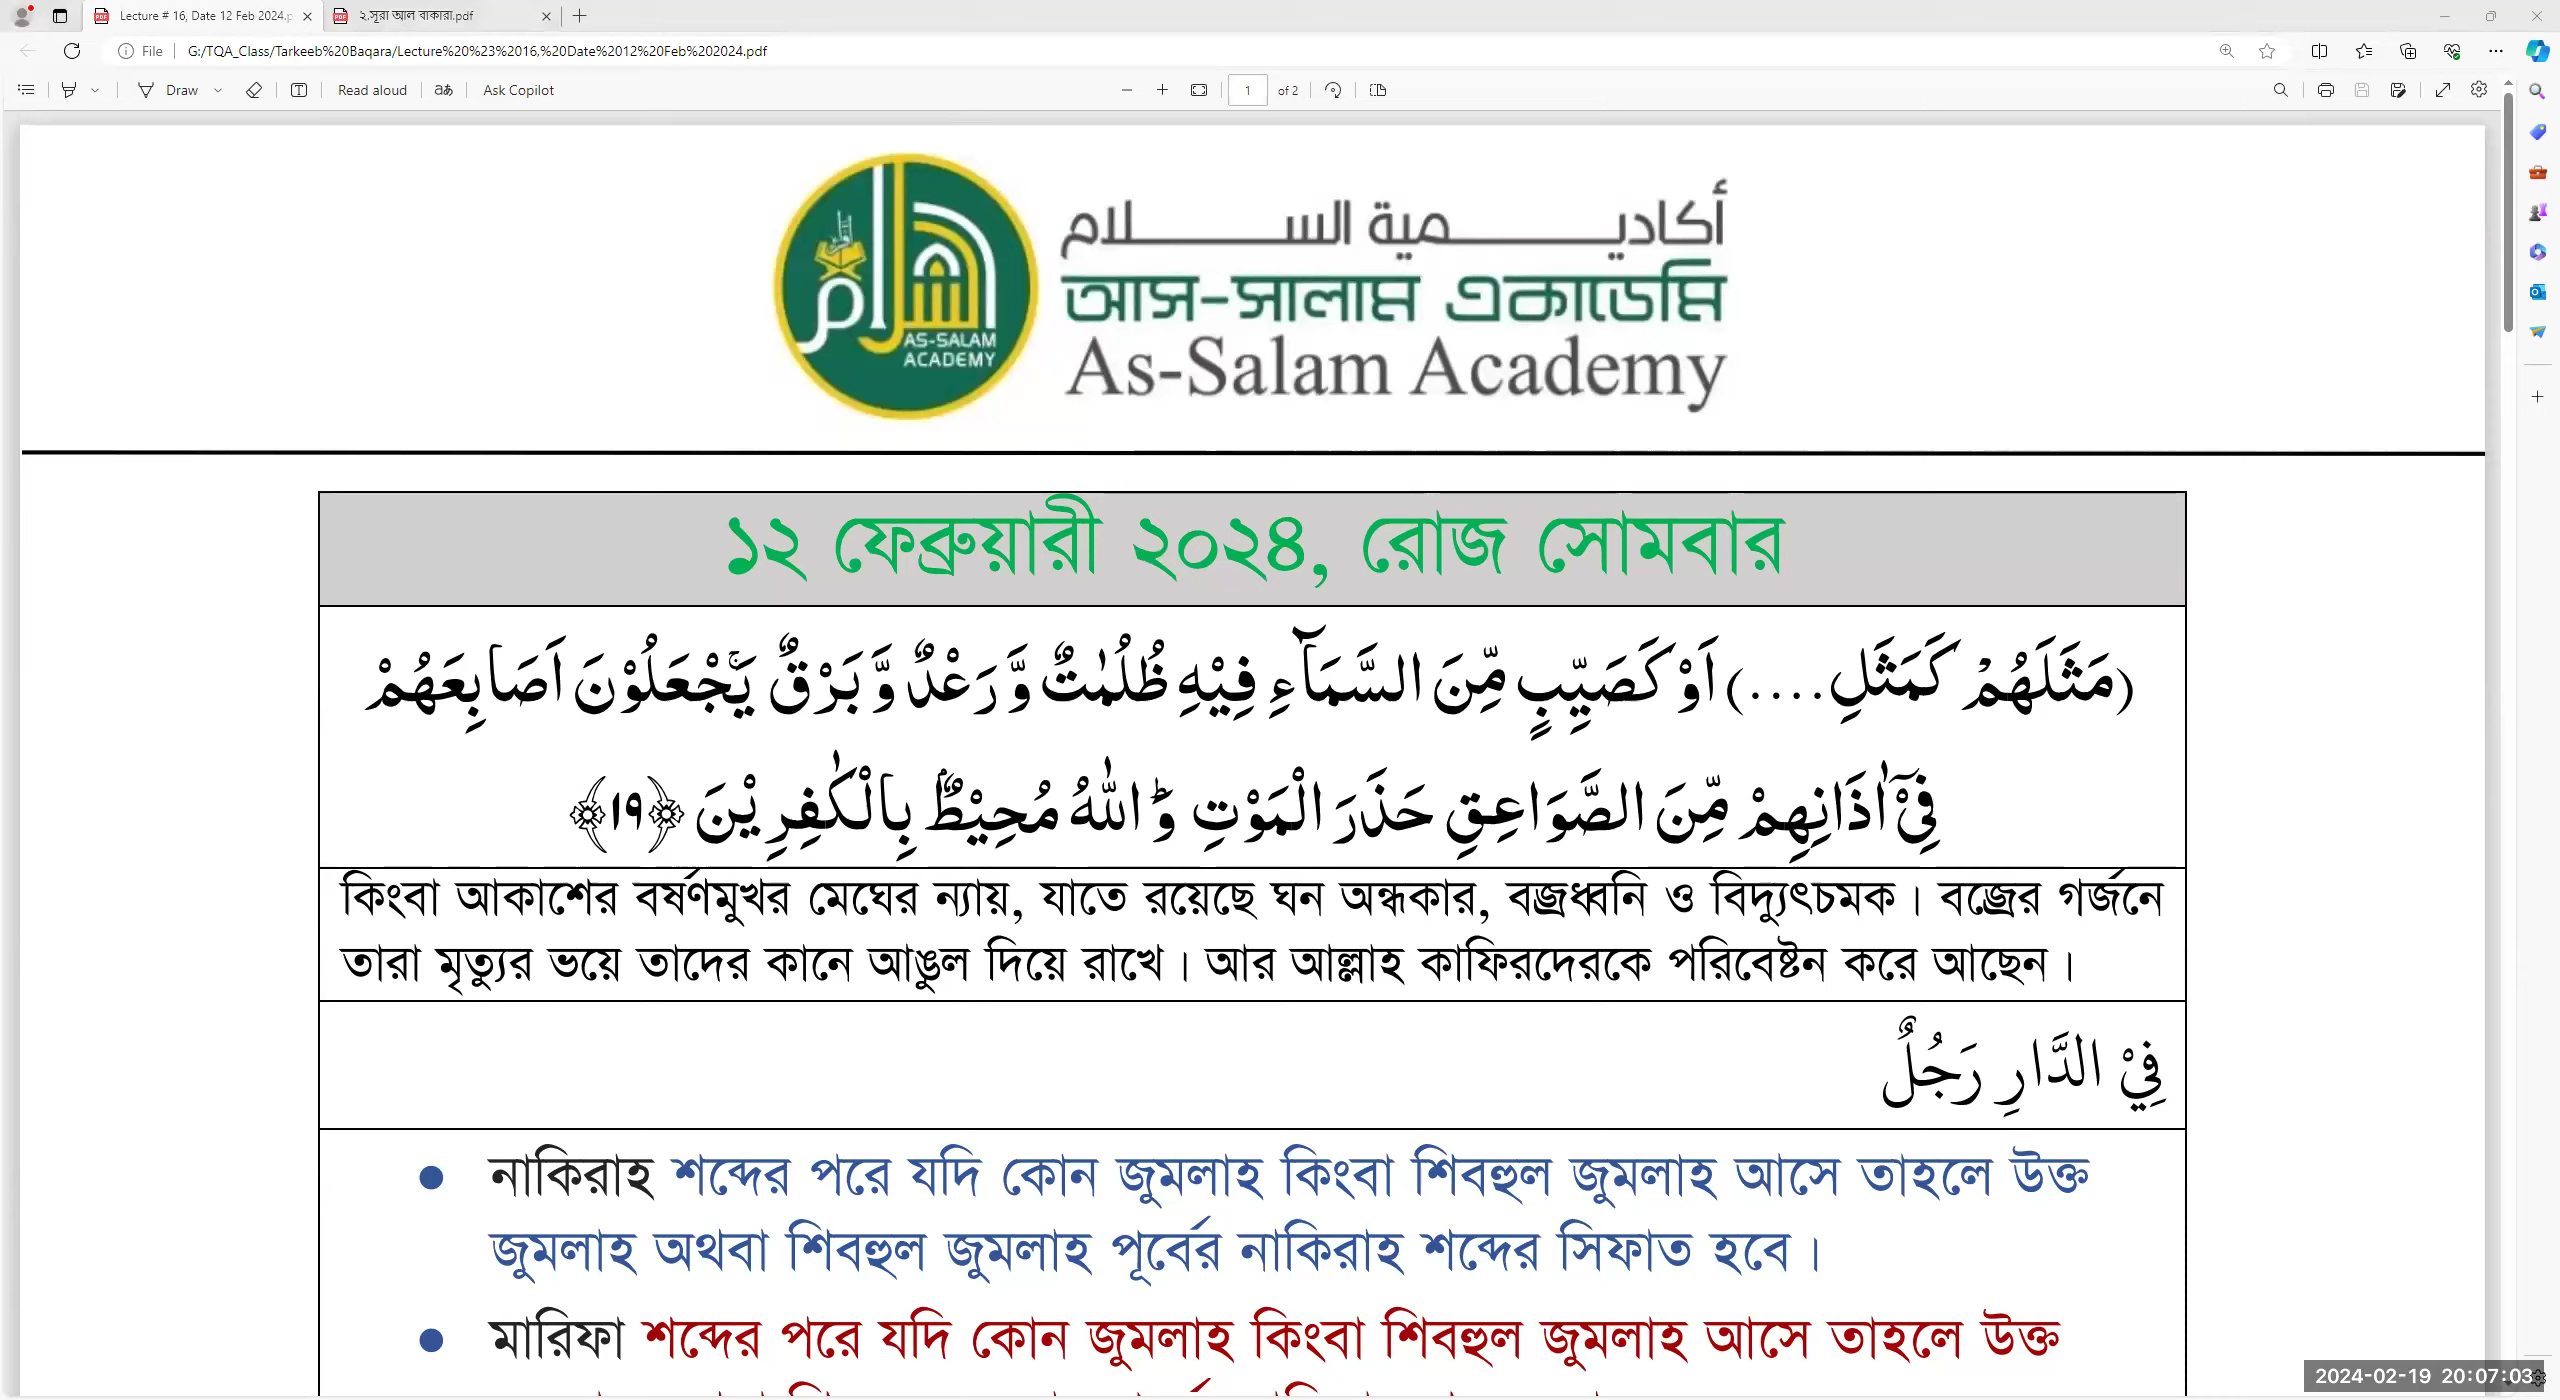 Lecture # 16, Date 12 Feb 2024.p
২.সূরা আল বাকারা.pdf
File
G:/TQA_Class/Tarkeeb%20Baqara/Lecture%20%23%2016,%20Date%2012%20Feb%202024.pdf
Draw
Read aloud
Ask Copilot
1 of 2
AS-SALAM
ACADEMY
أكاديـــــمية الســـــلام
আস-সালাম একাডেমি
As-Salam Academy
১২ ফেব্রুয়ারী ২০২৪, রোজ সোমবার
(مَثَلَهُمْ كَمَثَلِ....) اَوْ كَصَيِّبٍ مِّنَ السَّمَآءِ فِيْهِ ظُلُمٰتٌ وَّ رَعْدٌ وَّ بَرْقٌ ۚ يَجْعَلُوْنَ اَصَابِعَهُمْ
فِيْۤ اٰذَانِهِمْ مِّنَ الصَّوَاعِقِ حَذَرَ الْمَوْتِ ؕ وَ اللّٰهُ مُحِيْطٌۢ بِالْكٰفِرِيْنَ ﴿١٩﴾
কিংবা আকাশের বর্ষণমুখর মেঘের ন্যায়, যাতে রয়েছে ঘন অন্ধকার, বজ্রধ্বনি ও বিদ্যুৎচমক। বজ্রের গর্জনে
তারা মৃত্যুর ভয়ে তাদের কানে আঙুল দিয়ে রাখে। আর আল্লাহ কাফিরদেরকে পরিবেষ্টন করে আছেন।
فِيْ الدَّارِ رَجُلٌ
● নাকিরাহ শব্দের পরে যদি কোন জুমলাহ কিংবা শিবহুল জুমলাহ আসে তাহলে উক্ত
জুমলাহ অথবা শিবহুল জুমলাহ পূর্বের নাকিরাহ শব্দের সিফাত হবে।
● মারিফা শব্দের পরে যদি কোন জুমলাহ কিংবা শিবহুল জুমলাহ আসে তাহলে উক্ত
2024-02-19 20:07:03